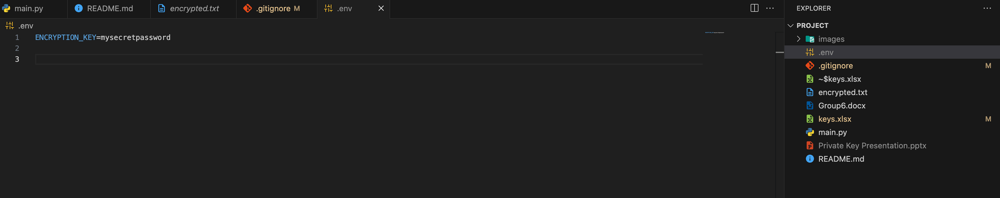 main.py README.md encrypted.txt .gitignore M .env
.env
1 ENCRYPTION_KEY=mysecretpassword
2
3
EXPLORER
PROJECT
images
.env
.gitignore M
~$keys.xlsx
encrypted.txt
Group6.docx
keys.xlsx M
main.py
Private Key Presentation.pptx
README.md